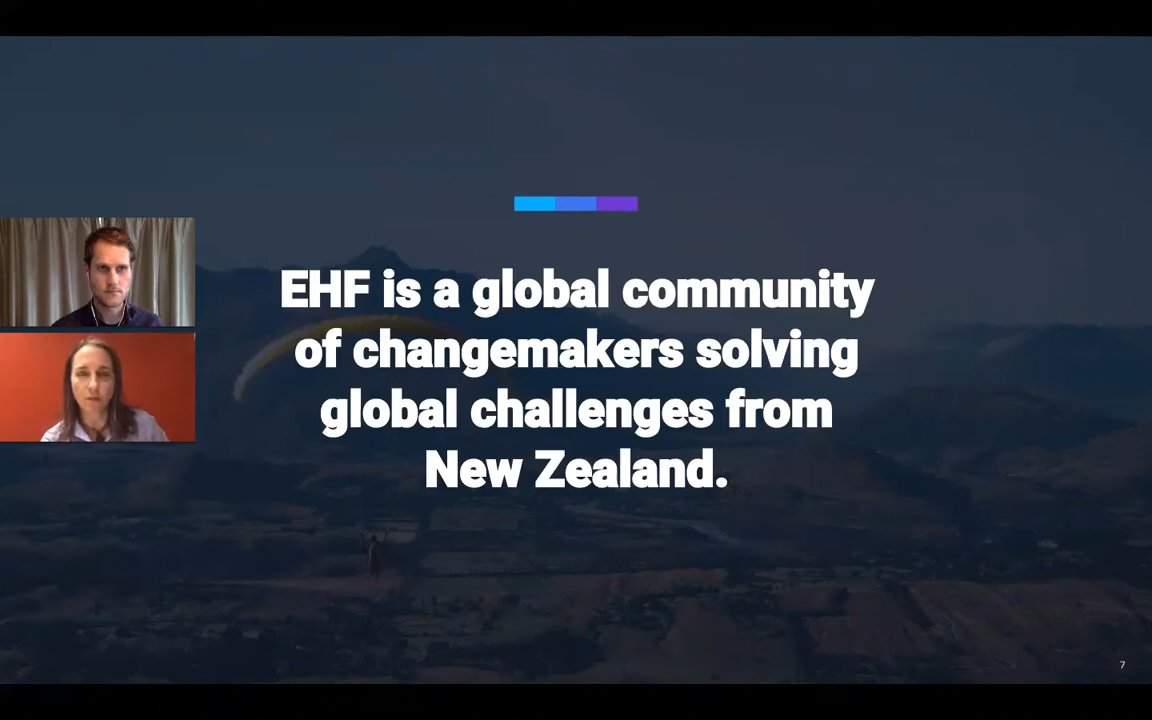 EHF is a global community
of changemakers solving
global challenges from
New Zealand.
7